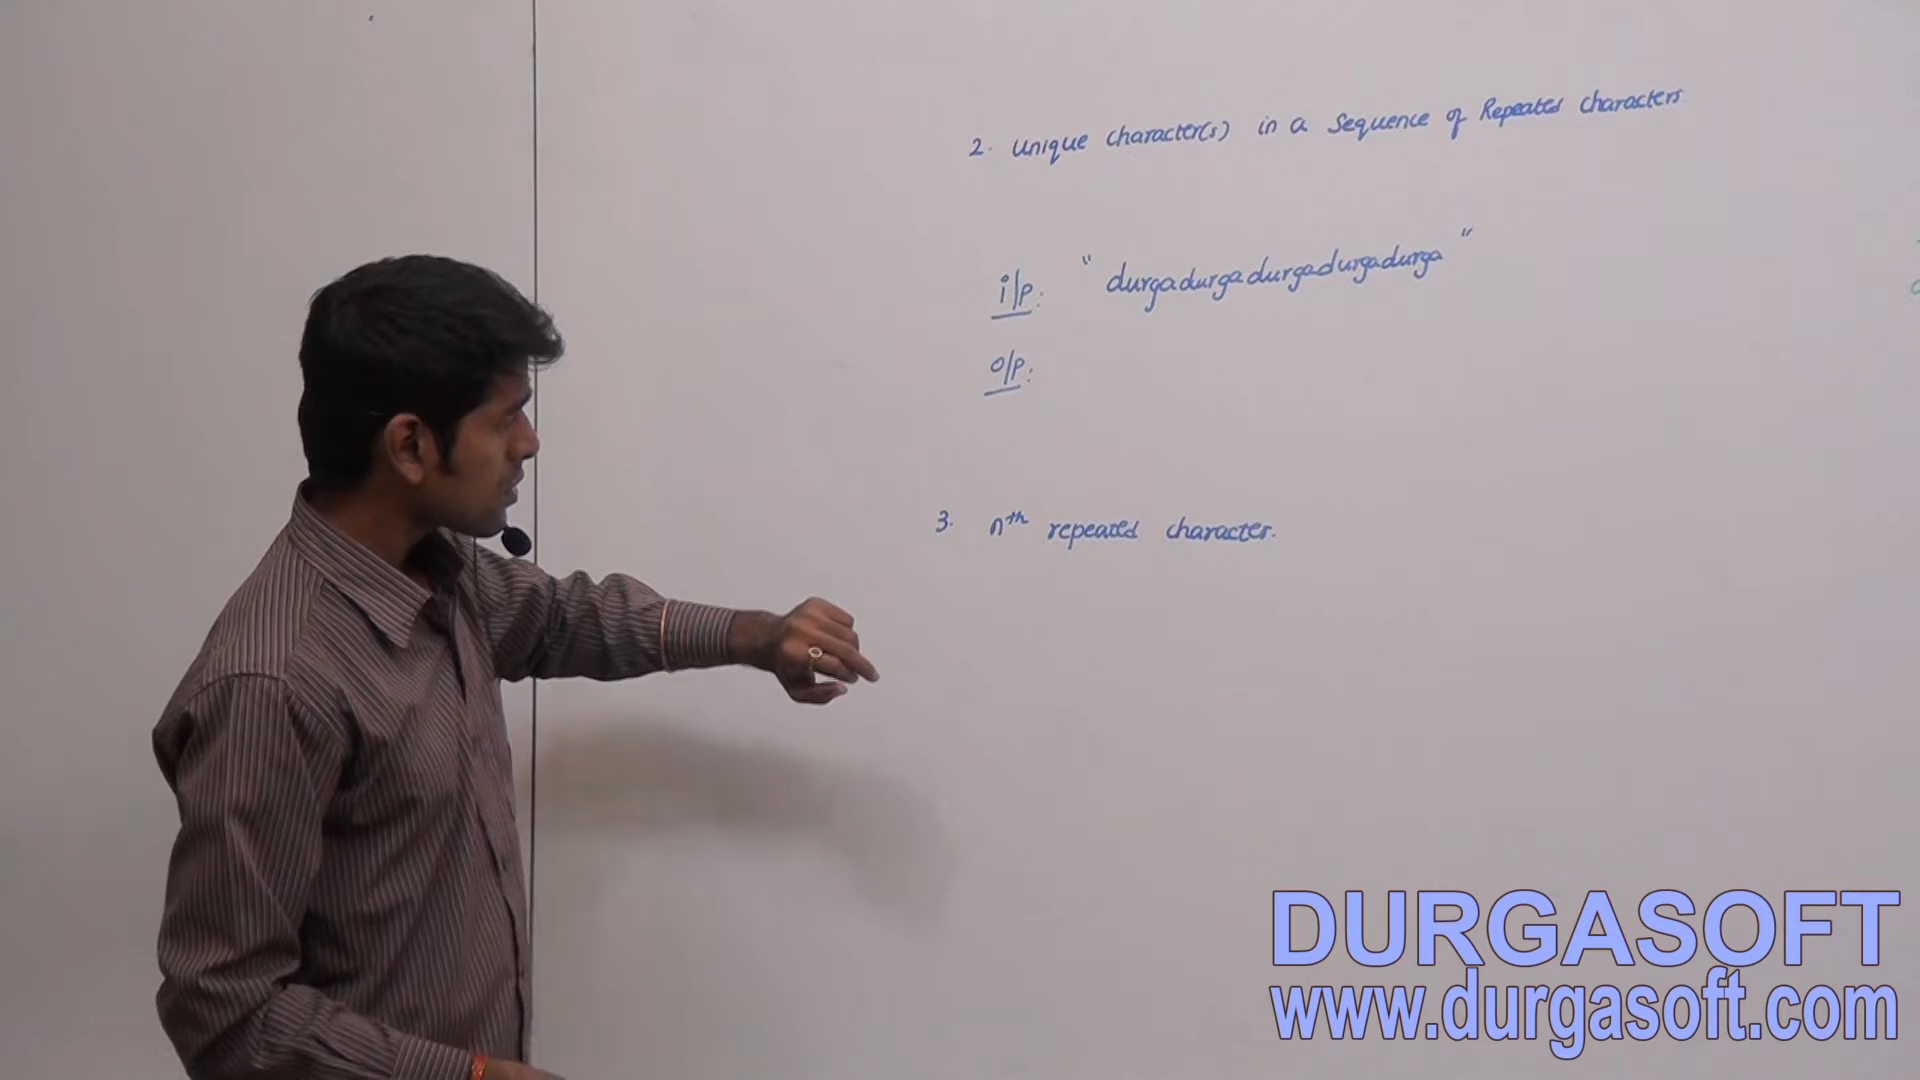 2. Unique character(s) in a Sequence of Repeated characters
i/p: "durgadurgadurgadurgadurga"
o/p:
3. nth repeated character.
DURGASOFT
www.durgasoft.com